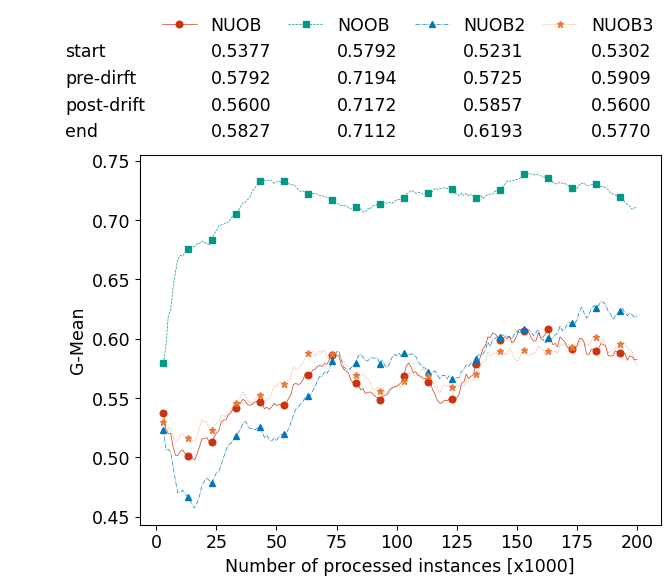 NUOB NOOB NUOB2 NUOB3
start 0.5377 0.5792 0.5231 0.5302
pre-dirft 0.5792 0.7194 0.5725 0.5909
post-drift 0.5600 0.7172 0.5857 0.5600
end 0.5827 0.7112 0.6193 0.5770
0.75
0.70
0.65
0.60
0.55
0.50
0.45
G-Mean
0 25 50 75 100 125 150 175 200
Number of processed instances [x1000]